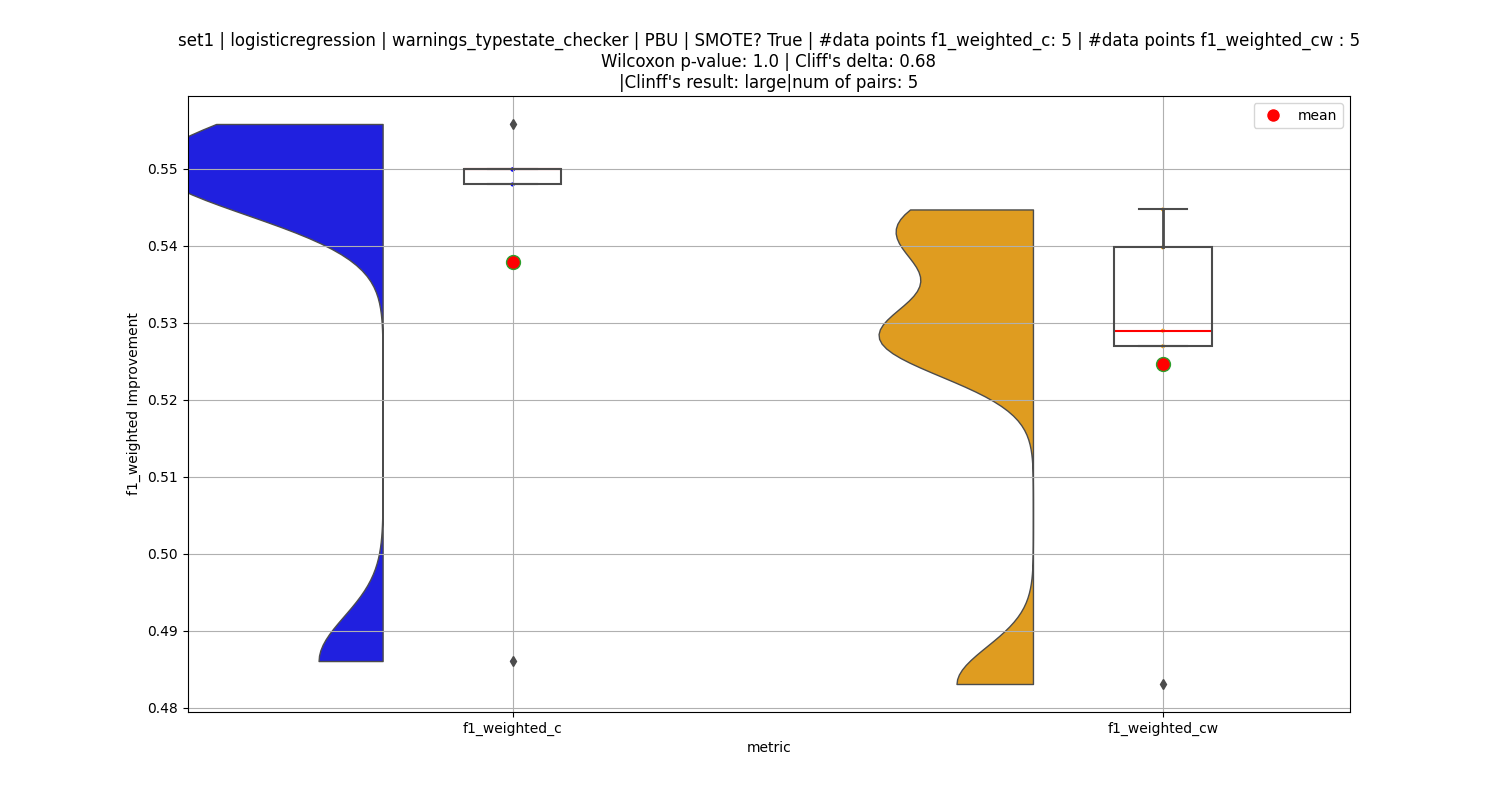 set1 | logisticregression | warnings_typestate_checker | PBU | SMOTE? True | #data points f1_weighted_c: 5 | #data points f1_weighted_cw : 5
Wilcoxon p-value: 1.0 | Cliff's delta: 0.68
|Clinff's result: large|num of pairs: 5
mean
0.55
0.54
0.53
0.52
0.51
0.50
0.49
0.48
f1_weighted Improvement
f1_weighted_c
f1_weighted_cw
metric